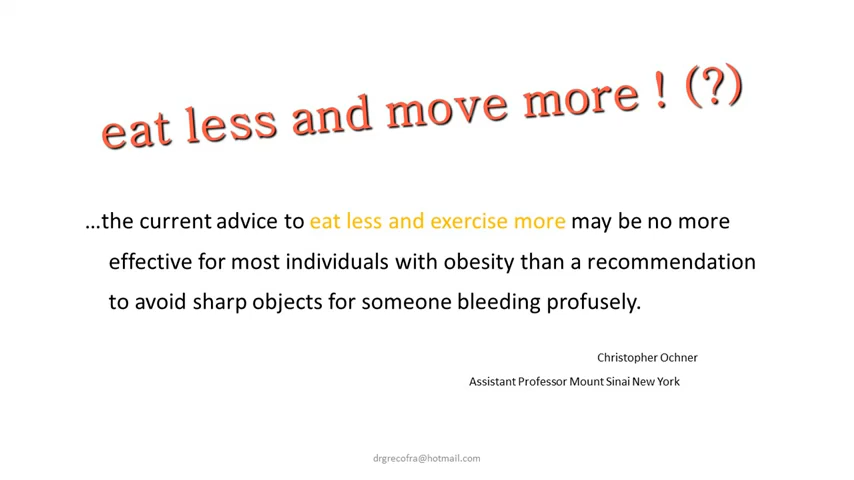 eat less and move more ! (?)
…the current advice to eat less and exercise more may be no more
effective for most individuals with obesity than a recommendation
to avoid sharp objects for someone bleeding profusely.
Christopher Ochner
Assistant Professor Mount Sinai New York
drgrecofra@hotmail.com